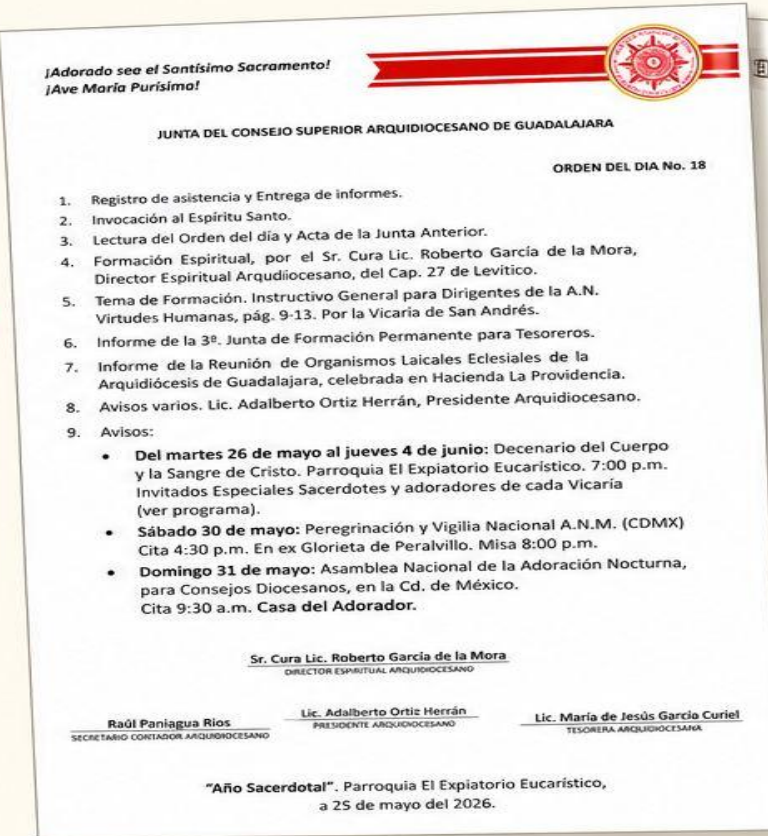 ¡Adorado sea el Santísimo Sacramento!
¡Ave María Purísima!
JUNTA DEL CONSEJO SUPERIOR ARQUIDIOCESANO DE GUADALAJARA
ORDEN DEL DIA No. 18
1. Registro de asistencia y Entrega de informes.
2. Invocación al Espíritu Santo.
3. Lectura del Orden del día y Acta de la Junta Anterior.
4. Formación Espiritual, por el Sr. Cura Lic. Roberto García de la Mora,
Director Espiritual Arqudiiocesano, del Cap. 27 de Levítico.
5. Tema de Formación. Instructivo General para Dirigentes de la A.N.
Virtudes Humanas, pág. 9-13. Por la Vicaria de San Andrés.
6. Informe de la 3ª. Junta de Formación Permanente para Tesoreros.
7. Informe de la Reunión de Organismos Laicales Eclesiales de la
Arquidiócesis de Guadalajara, celebrada en Hacienda La Providencia.
8. Avisos varios. Lic. Adalberto Ortiz Herrán, Presidente Arquidiocesano.
9. Avisos:
• Del martes 26 de mayo al jueves 4 de junio: Decenario del Cuerpo
y la Sangre de Cristo. Parroquia El Expiatorio Eucarístico. 7:00 p.m.
Invitados Especiales Sacerdotes y adoradores de cada Vicaría
(ver programa).
• Sábado 30 de mayo: Peregrinación y Vigilia Nacional A.N.M. (CDMX)
Cita 4:30 p.m. En ex Glorieta de Peralvillo. Misa 8:00 p.m.
• Domingo 31 de mayo: Asamblea Nacional de la Adoración Nocturna,
para Consejos Diocesanos, en la Cd. de México.
Cita 9:30 a.m. Casa del Adorador.
Sr. Cura Lic. Roberto García de la Mora
DIRECTOR ESPIRITUAL ARQUIDIOCESANO
Raúl Paniagua Rios
SECRETARIO CONTADOR ARQUIDIOCESANO
Lic. Adalberto Ortiz Herrán
PRESIDENTE ARQUIDIOCESANO
Lic. María de Jesús Garcia Curiel
TESORERA ARQUIDIOCESANA
"Año Sacerdotal". Parroquia El Expiatorio Eucarístico,
a 25 de mayo del 2026.